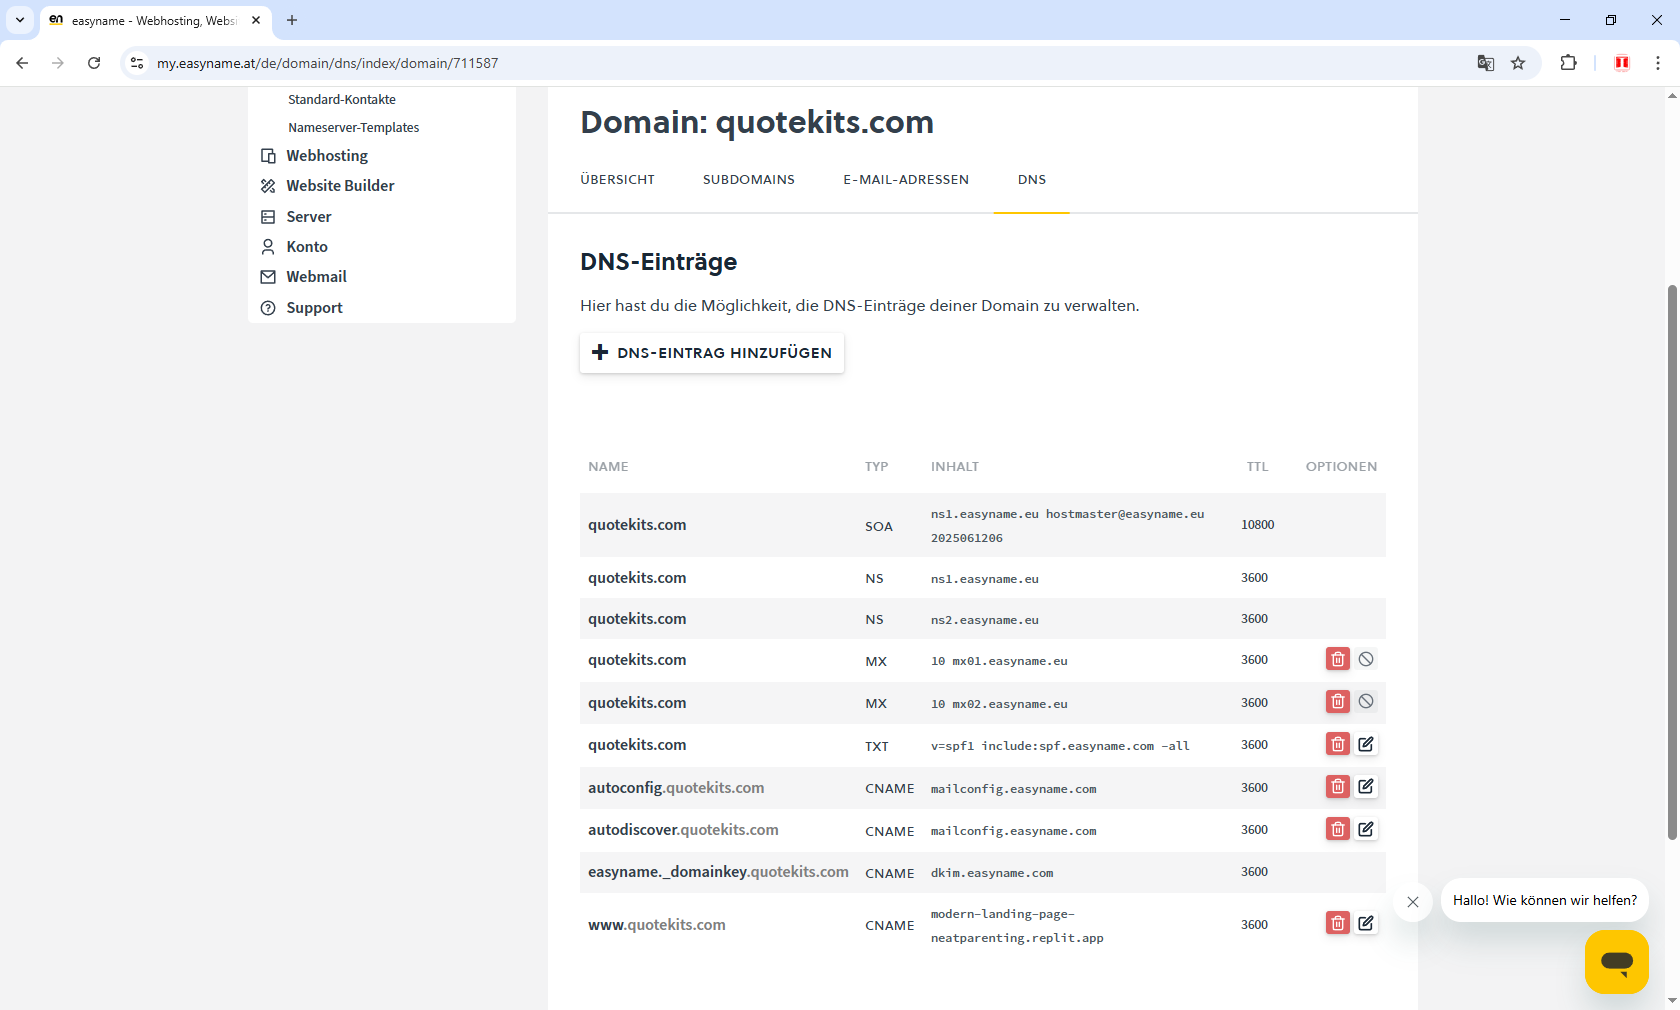 en
easyname - Webhosting, Websi
my.easyname.at/de/domain/dns/index/domain/711587
Standard-Kontakte
Nameserver-Templates
Webhosting
Website Builder
Server
Konto
Webmail
Support
Domain: quotekits.com
ÜBERSICHT SUBDOMAINS E-MAIL-ADRESSEN DNS
DNS-Einträge
Hier hast du die Möglichkeit, die DNS-Einträge deiner Domain zu verwalten.
DNS-EINTRAG HINZUFÜGEN
NAME TYP INHALT TTL OPTIONEN
quotekits.com SOA ns1.easyname.eu hostmaster@easyname.eu 10800
2025061206
quotekits.com NS ns1.easyname.eu 3600
quotekits.com NS ns2.easyname.eu 3600
quotekits.com MX 10 mx01.easyname.eu 3600
quotekits.com MX 10 mx02.easyname.eu 3600
quotekits.com TXT v=spf1 include:spf.easyname.com -all 3600
autoconfig.quotekits.com CNAME mailconfig.easyname.com 3600
autodiscover.quotekits.com CNAME mailconfig.easyname.com 3600
easyname._domainkey.quotekits.com CNAME dkim.easyname.com 3600
www.quotekits.com CNAME modern-landing-page- 3600
neatparenting.replit.app
Hallo! Wie können wir helfen?